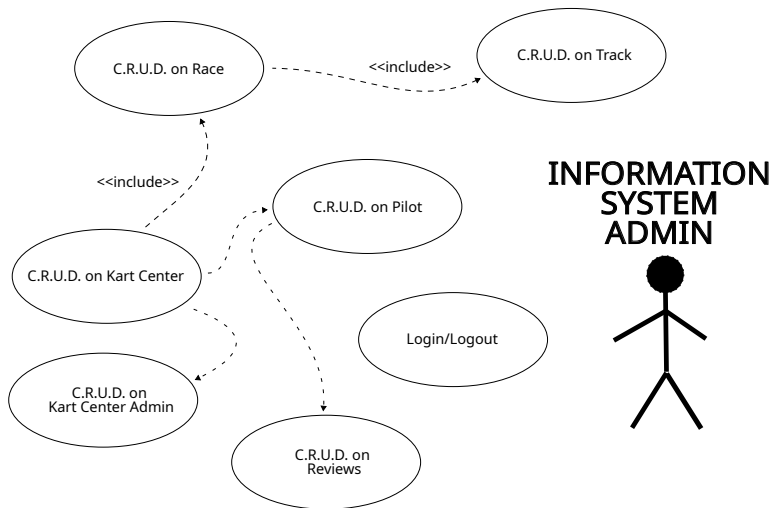 C.R.U.D. on Race
<<include>>
C.R.U.D. on Track
<<include>>
INFORMATION
SYSTEM
ADMIN
C.R.U.D. on Pilot
C.R.U.D. on Kart Center
Login/Logout
C.R.U.D. on
Kart Center Admin
C.R.U.D. on
Reviews